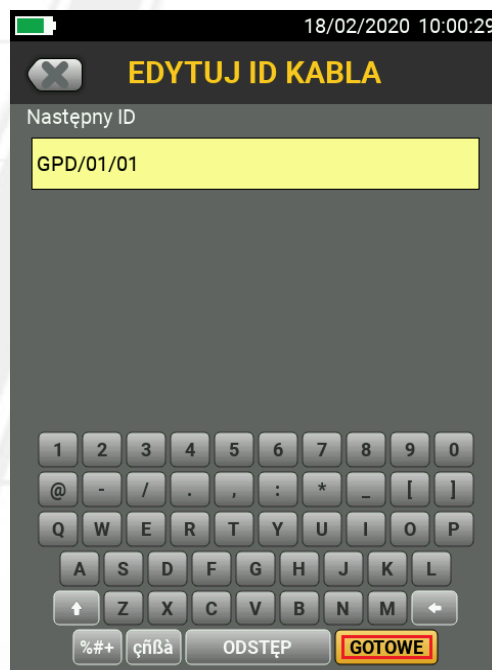 18/02/2020 10:00:29
EDYTUJ ID KABLA
Następny ID
GPD/01/01
1 2 3 4 5 6 7 8 9 0
@ - / . , : * _ [ ]
Q W E R T Y U I O P
A S D F G H J K L
Z X C V B N M
%#+ çñßà ODSTĘP GOTOWE